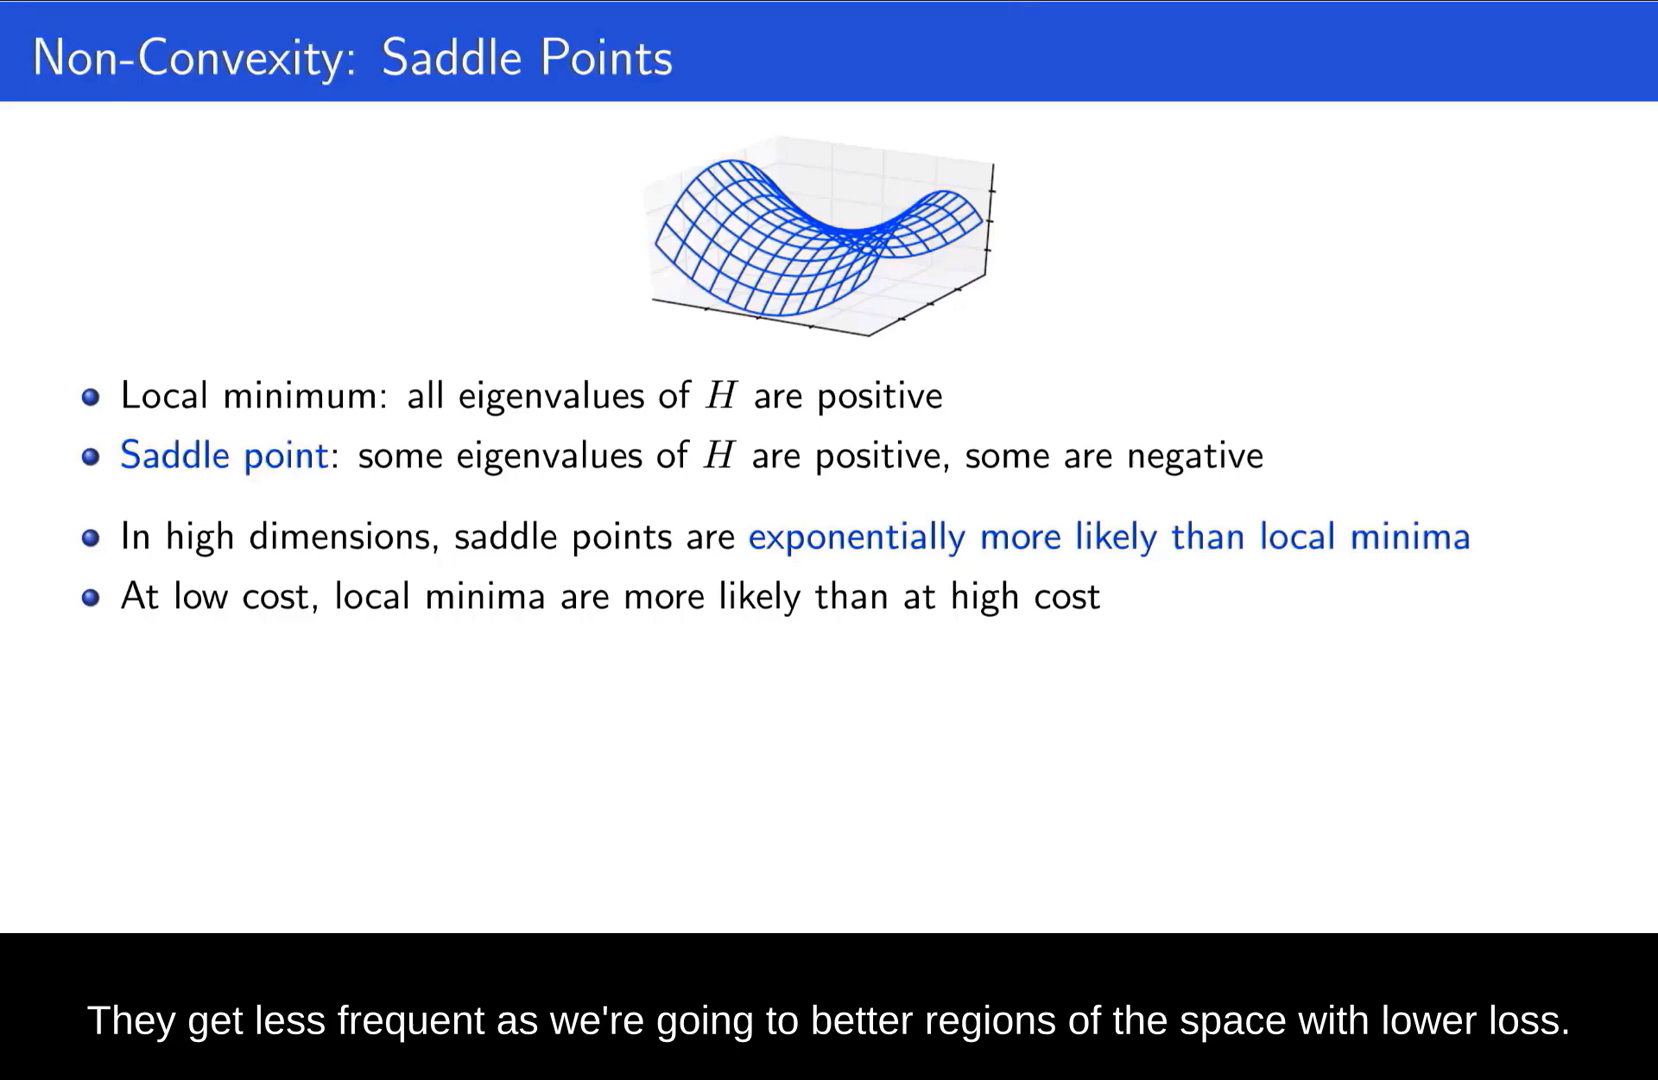 Non-Convexity: Saddle Points
Local minimum: all eigenvalues of H are positive
Saddle point: some eigenvalues of H are positive, some are negative
In high dimensions, saddle points are exponentially more likely than local minima
At low cost, local minima are more likely than at high cost
They get less frequent as we're going to better regions of the space with lower loss.